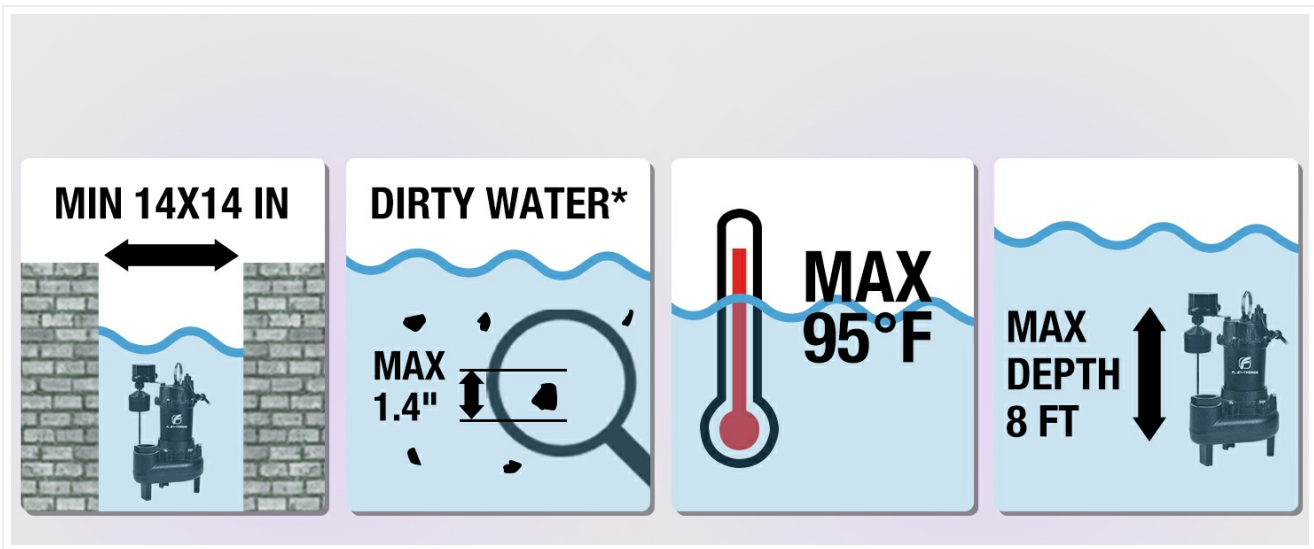 MIN 14X14 IN
DIRTY WATER*
MAX
1.4"
MAX
95°F
MAX
DEPTH
8 FT